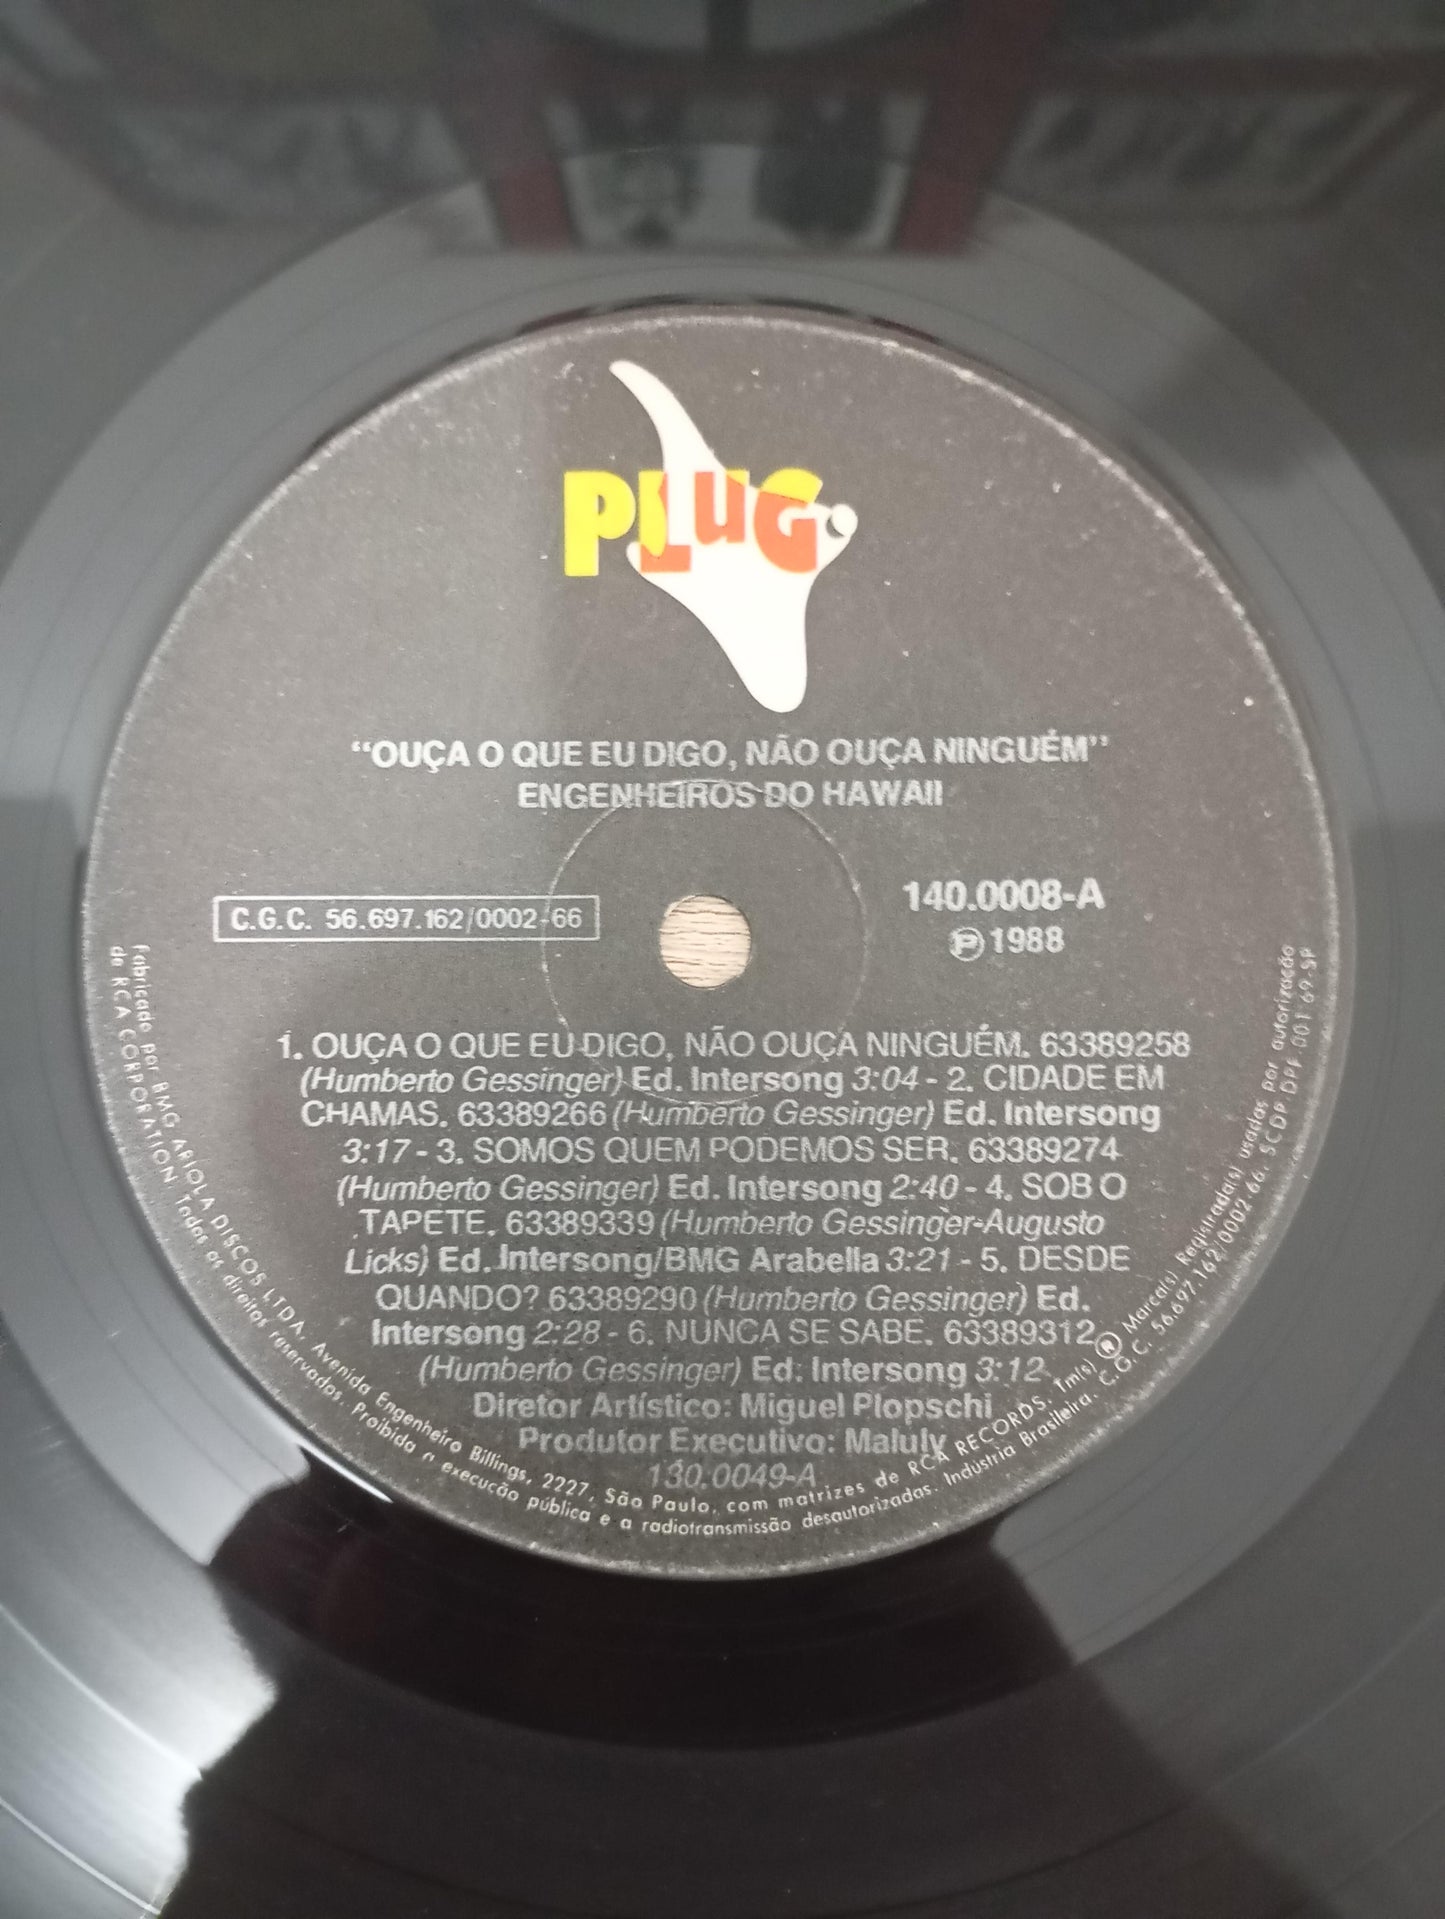 PLUG
“OUÇA O QUE EU DIGO, NÃO OUÇA NINGUÉM”
ENGENHEIROS DO HAWAII
C.G.C. 56.697.162/0002-66
140.0008-A
Ⓟ 1988
1. OUÇA O QUE EU DIGO, NÃO OUÇA NINGUÉM. 63389258
(Humberto Gessinger) Ed. Intersong 3:04 - 2. CIDADE EM
CHAMAS. 63389266 (Humberto Gessinger) Ed. Intersong
3:17 - 3. SOMOS QUEM PODEMOS SER. 63389274
(Humberto Gessinger) Ed. Intersong 2:40 - 4. SOB O
TAPETE. 63389339 (Humberto Gessinger-Augusto
Licks) Ed. Intersong/BMG Arabella 3:21 - 5. DESDE
QUANDO? 63389290 (Humberto Gessinger) Ed.
Intersong 2:28 - 6. NUNCA SE SABE. 63389312
(Humberto Gessinger) Ed. Intersong 3:12
Diretor Artístico: Miguel Plopschi
Produtor Executivo: Maluly
130.0049-A
Fabricado por BMG ARIOLA DISCOS LTDA. Avenida Engenheiro Billings, 2227, São Paulo, com matrizes de RCA RECORDS. Tm(s) ® Marca(s) Registrada(s) usadas por autorização
da RCA CORPORATION. Todos os direitos reservados. Proibida a execução pública e a radiotransmissão desautorizadas. Indústria Brasileira. C.G.C. 56.697.162/0002-66. SCDP DPF 001 69-SP